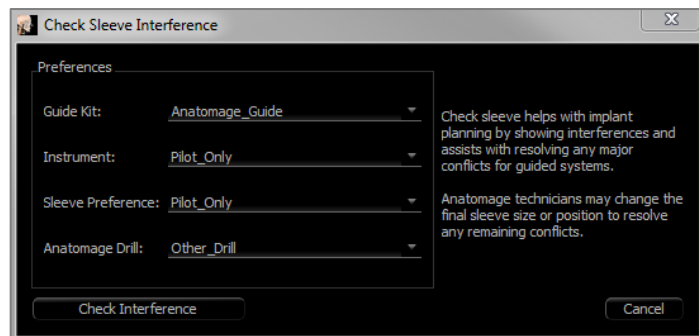 Check Sleeve Interference
Preferences
Guide Kit: Anatomage_Guide
Instrument: Pilot_Only
Sleeve Preference: Pilot_Only
Anatomage Drill: Other_Drill
Check sleeve helps with implant
planning by showing interferences and
assists with resolving any major
conflicts for guided systems.
Anatomage technicians may change the
final sleeve size or position to resolve
any remaining conflicts.
Check Interference
Cancel